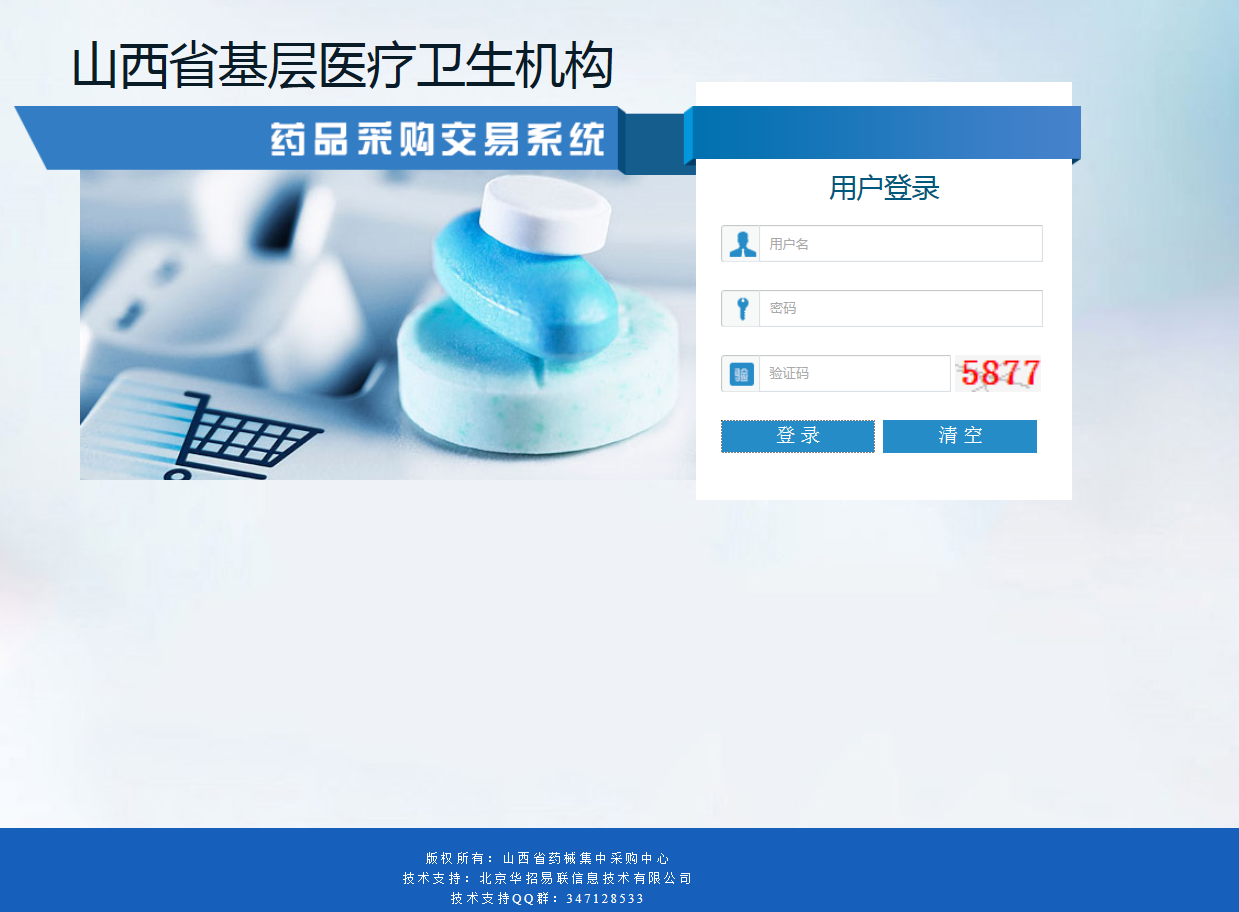 山西省基层医疗卫生机构
药品采购交易系统
用户登录
用户名
密码
验证码
5877
登 录
清 空
版权所有：山西省药械集中采购中心
技术支持：北京华招易联信息技术有限公司
技术支持QQ群：347128533